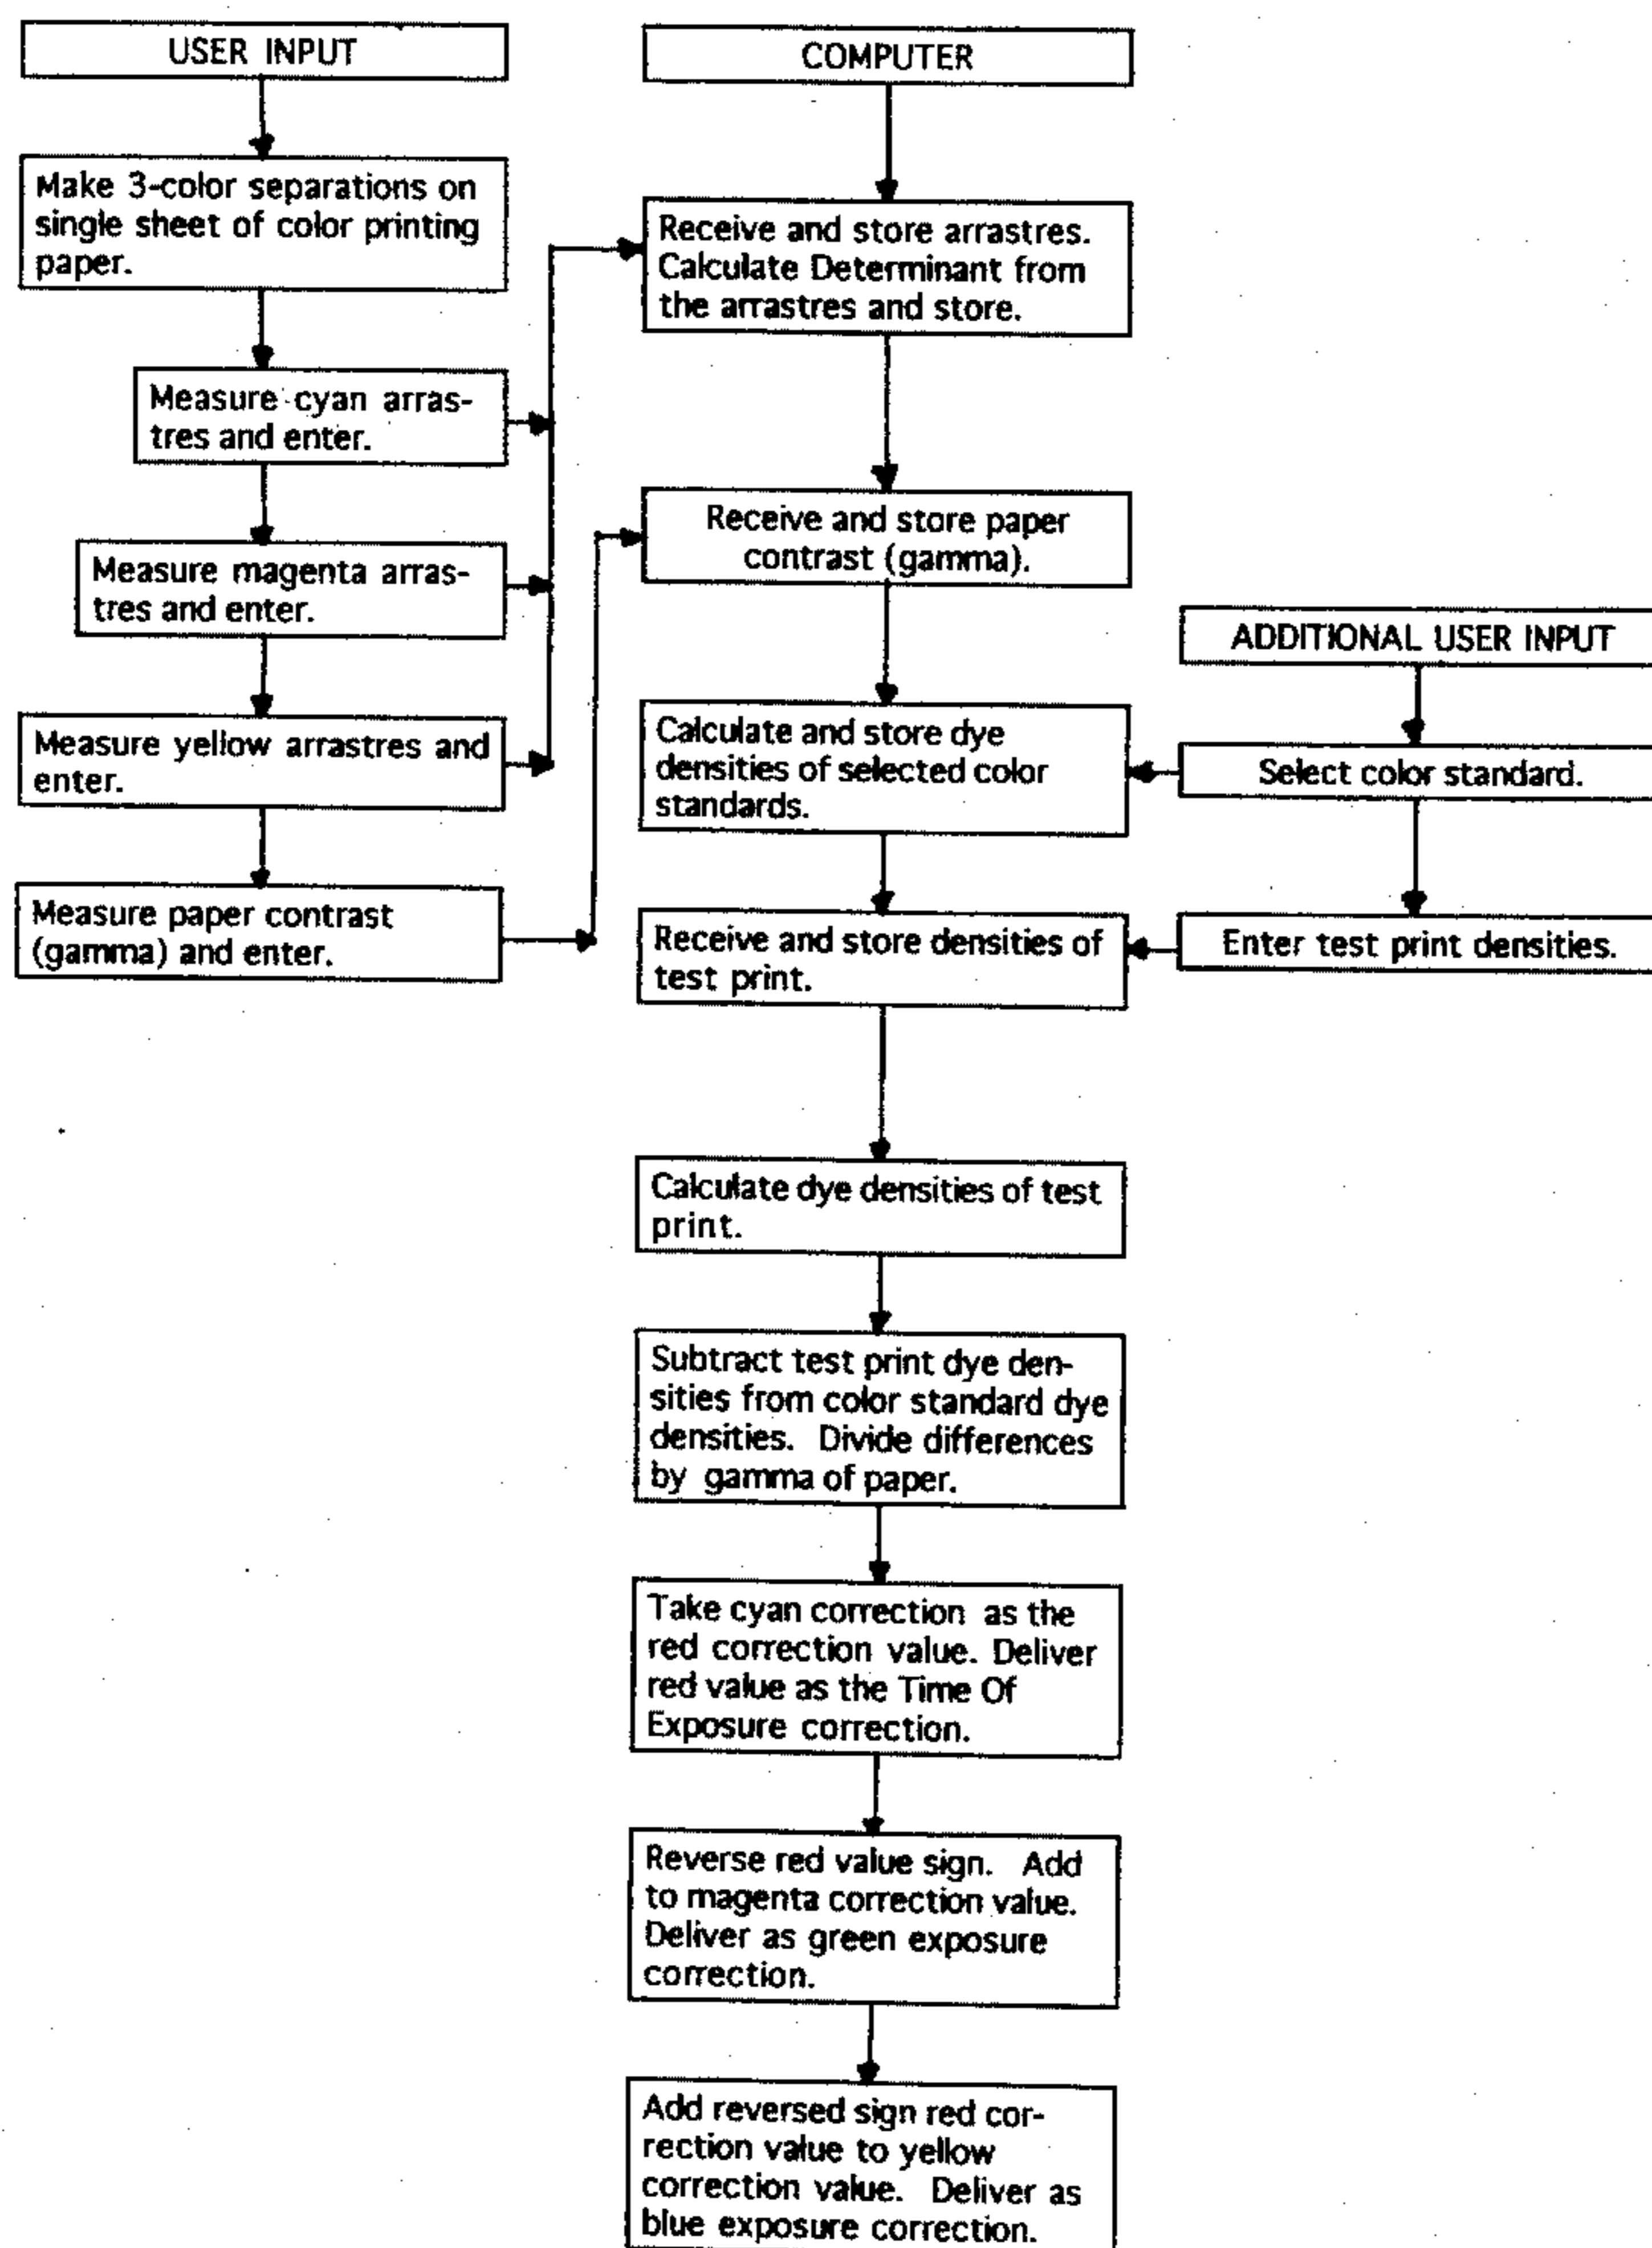 USER INPUT
Make 3-color separations on
single sheet of color printing
paper.
Measure cyan arras-
tres and enter.
Measure magenta arras-
tres and enter.
Measure yellow arrastres and
enter.
Measure paper contrast
(gamma) and enter.
COMPUTER
Receive and store arrastres.
Calculate Determinant from
the arrastres and store.
Receive and store paper
contrast (gamma).
Calculate and store dye
densities of selected color
standards.
Receive and store densities of
test print.
Calculate dye densities of test
print.
Subtract test print dye den-
sities from color standard dye
densities. Divide differences
by gamma of paper.
Take cyan correction as the
red correction value. Deliver
red value as the Time Of
Exposure correction.
Reverse red value sign. Add
to magenta correction value.
Deliver as green exposure
correction.
Add reversed sign red cor-
rection value to yellow
correction value. Deliver as
blue exposure correction.
ADDITIONAL USER INPUT
Select color standard.
Enter test print densities.